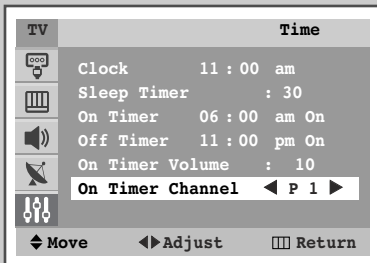 TV Time
Clock 11 : 00 am
Sleep Timer : 30
On Timer 06 : 00 am On
Off Timer 11 : 00 pm On
On Timer Volume : 10
On Timer Channel ◀ P 1 ▶
Move Adjust Return